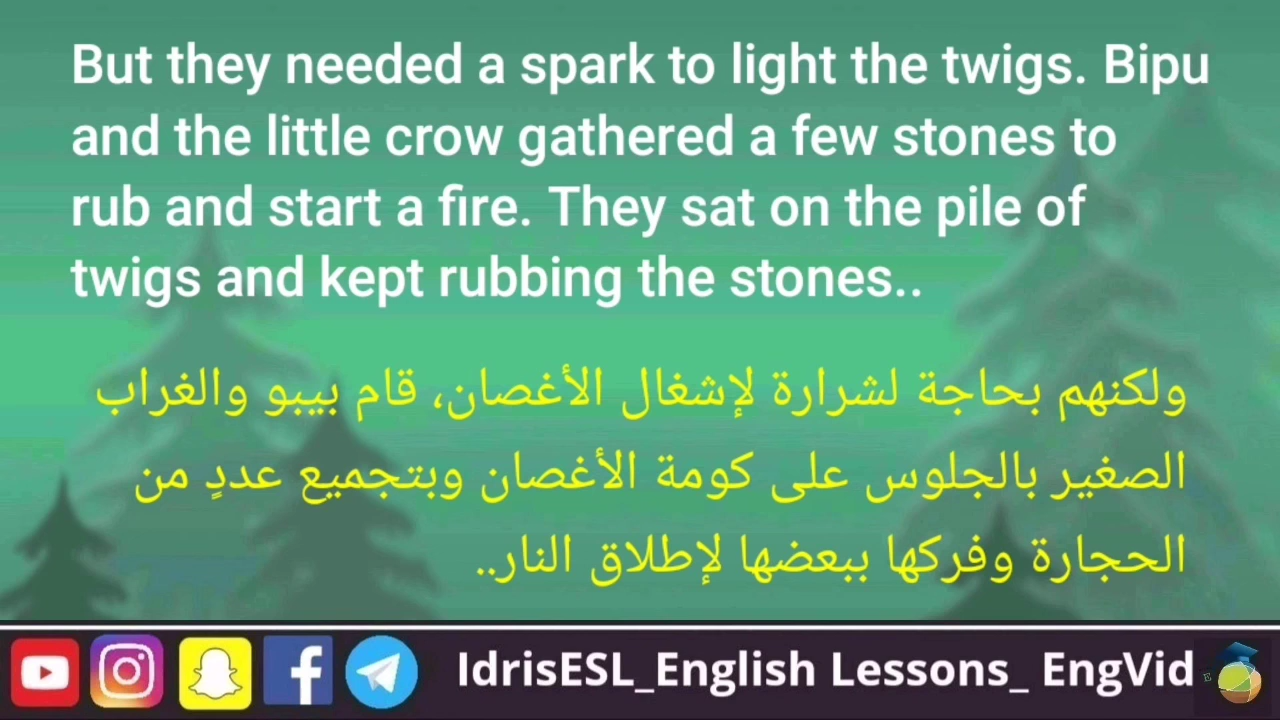 But they needed a spark to light the twigs. Bipu
and the little crow gathered a few stones to
rub and start a fire. They sat on the pile of
twigs and kept rubbing the stones..
ولكنهم بحاجة لشرارة لإشغال الأغصان، قام بيبو والغراب
الصغير بالجلوس على كومة الأغصان وبتجميع عددٍ من
الحجارة وفركها ببعضها لإطلاق النار..
IdrisESL_English Lessons_ EngVid
E